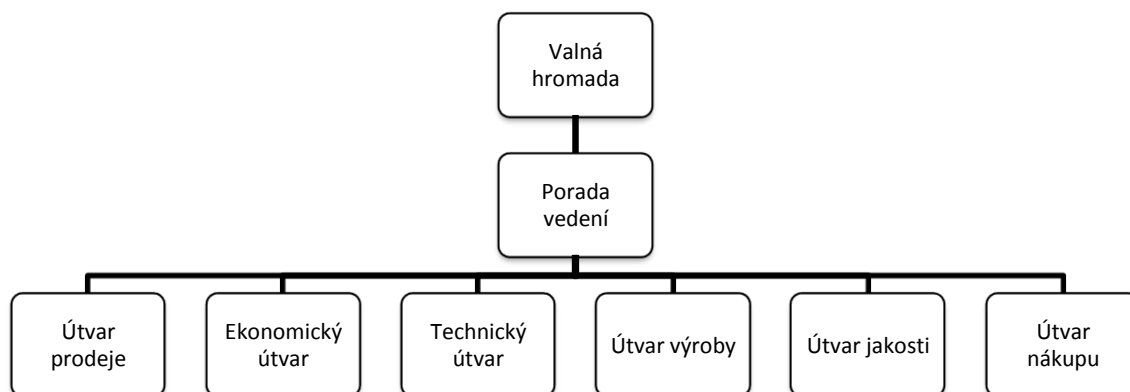 Valná
hromada
Porada
vedení
Útvar
prodeje
Ekonomický
útvar
Technický
útvar
Útvar výroby
Útvar jakosti
Útvar
nákupu